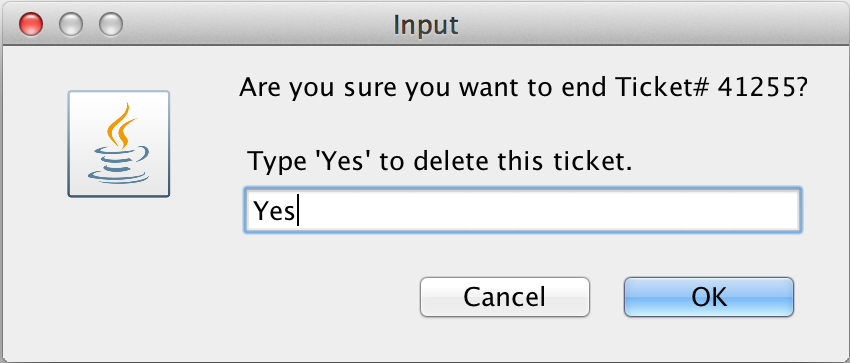 Input
Are you sure you want to end Ticket# 41255?
Type 'Yes' to delete this ticket.
Yes
Cancel OK